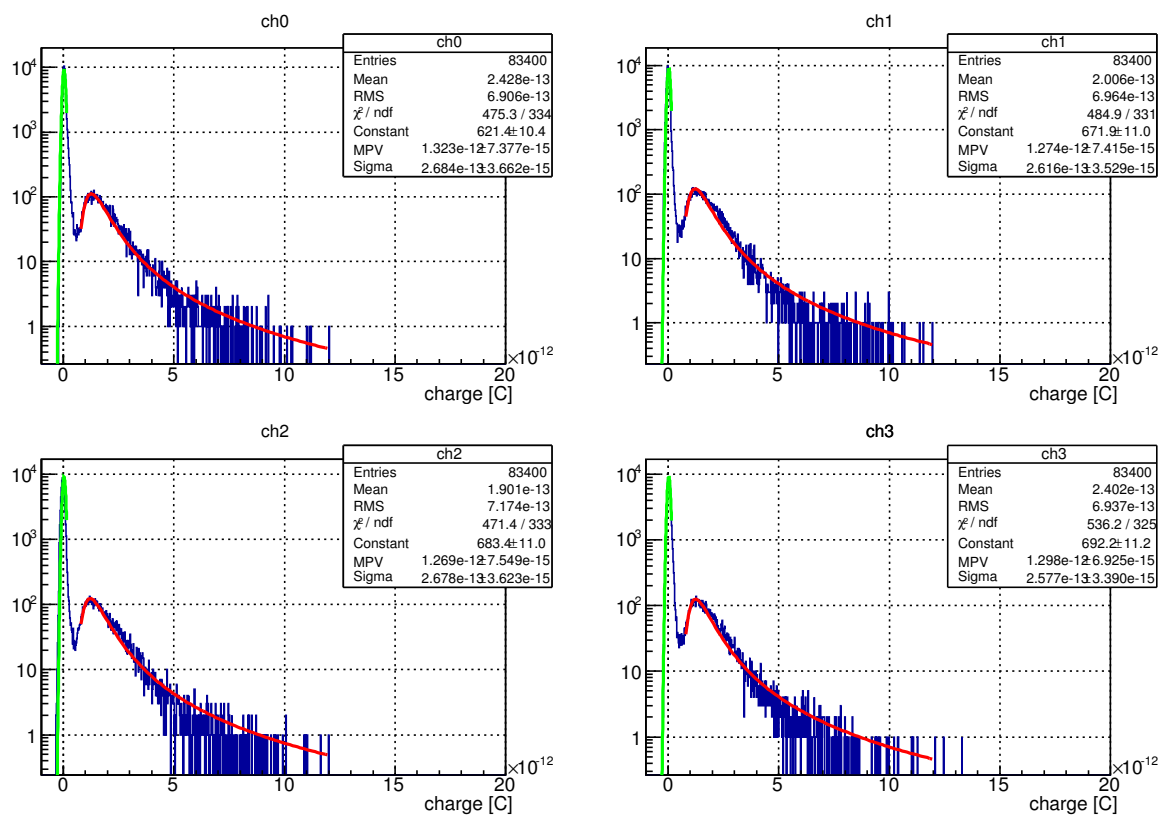 ch0
ch0
Entries 83400
Mean 2.428e-13
RMS 6.906e-13
χ² / ndf 475.3 / 334
Constant 621.4±10.4
MPV 1.323e-12±7.377e-15
Sigma 2.684e-13±3.662e-15
10⁴
10³
10²
10
1
0 5 10 15 20
×10⁻¹²
charge [C]
ch1
ch1
Entries 83400
Mean 2.006e-13
RMS 6.964e-13
χ² / ndf 484.9 / 331
Constant 671.9±11.0
MPV 1.274e-12±7.415e-15
Sigma 2.616e-13±3.529e-15
10⁴
10³
10²
10
1
0 5 10 15 20
×10⁻¹²
charge [C]
ch2
ch2
Entries 83400
Mean 1.901e-13
RMS 7.174e-13
χ² / ndf 471.4 / 333
Constant 683.4±11.0
MPV 1.269e-12±7.549e-15
Sigma 2.678e-13±3.623e-15
10⁴
10³
10²
10
1
0 5 10 15 20
×10⁻¹²
charge [C]
ch3
ch3
Entries 83400
Mean 2.402e-13
RMS 6.937e-13
χ² / ndf 536.2 / 325
Constant 692.2±11.2
MPV 1.298e-12±6.925e-15
Sigma 2.577e-13±3.390e-15
10⁴
10³
10²
10
1
0 5 10 15 20
×10⁻¹²
charge [C]